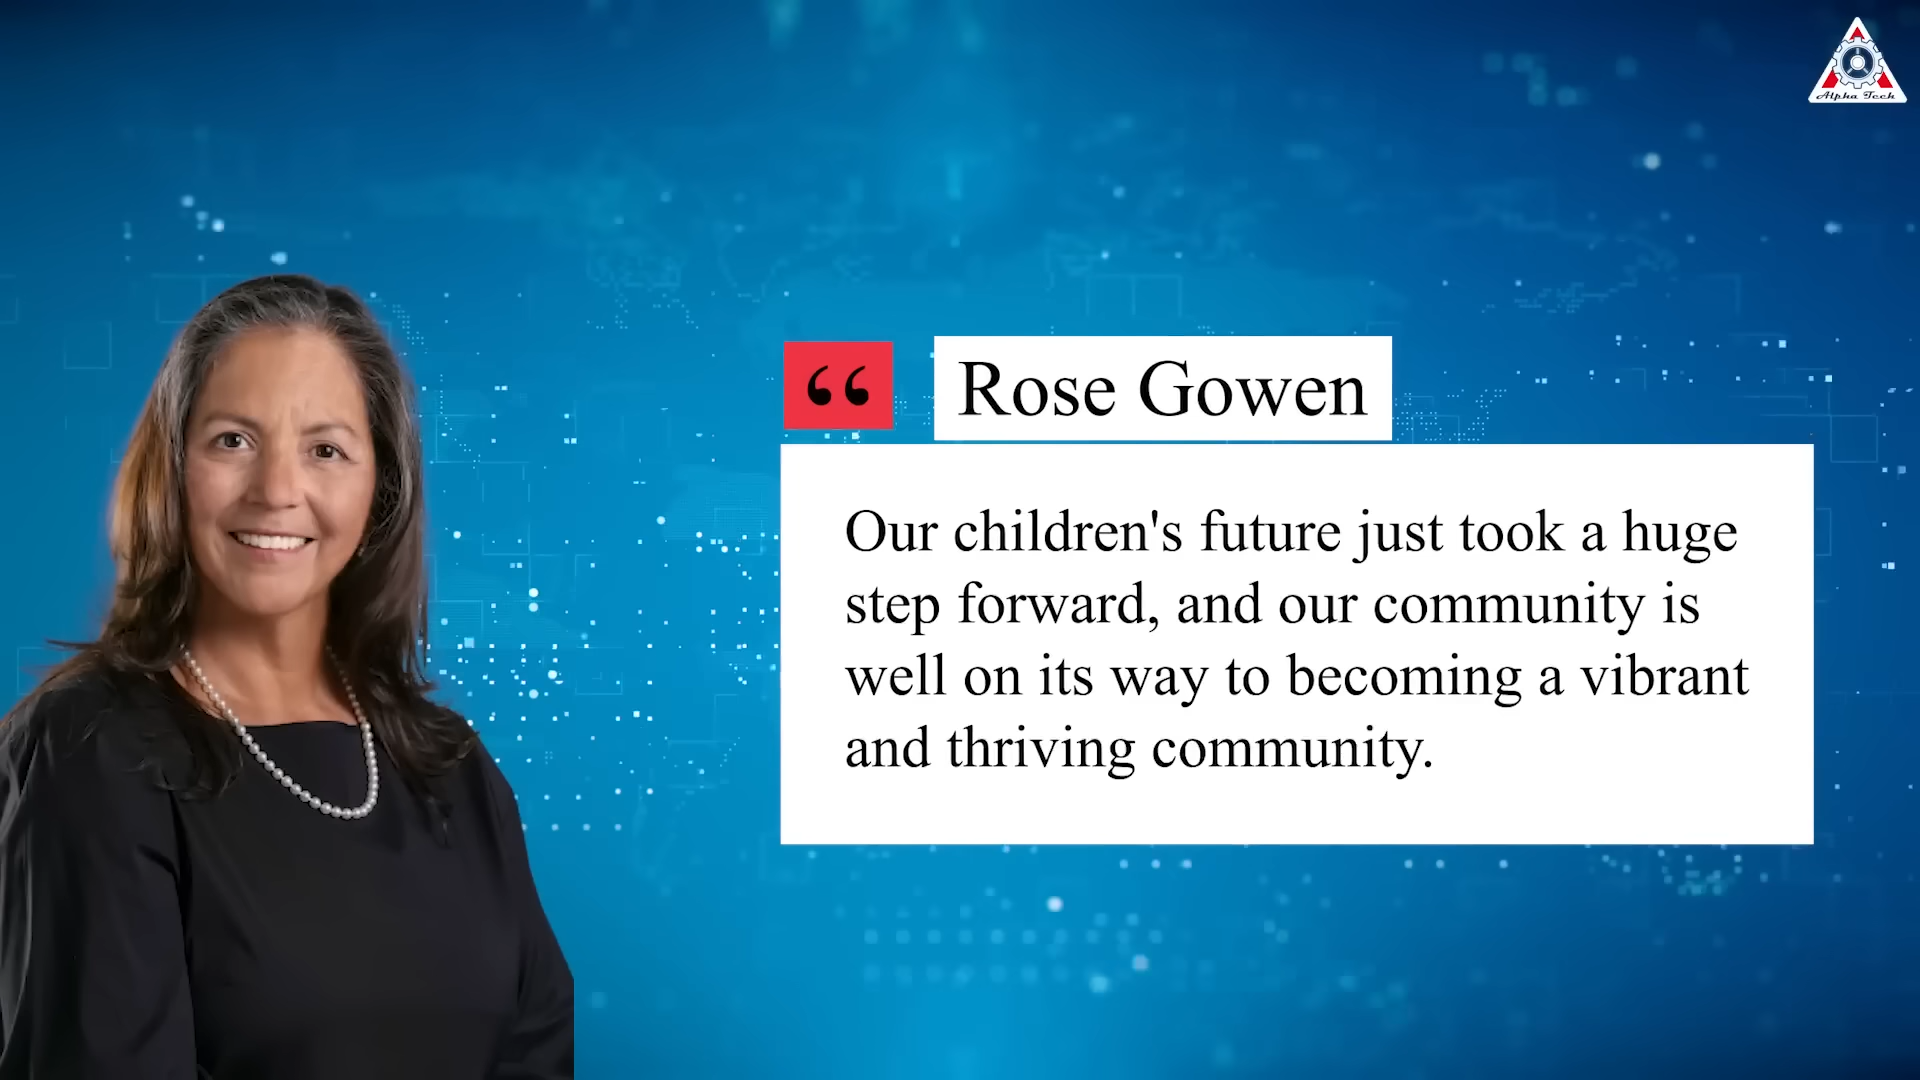 Alpha Tech
“
Rose Gowen
Our children's future just took a huge
step forward, and our community is
well on its way to becoming a vibrant
and thriving community.